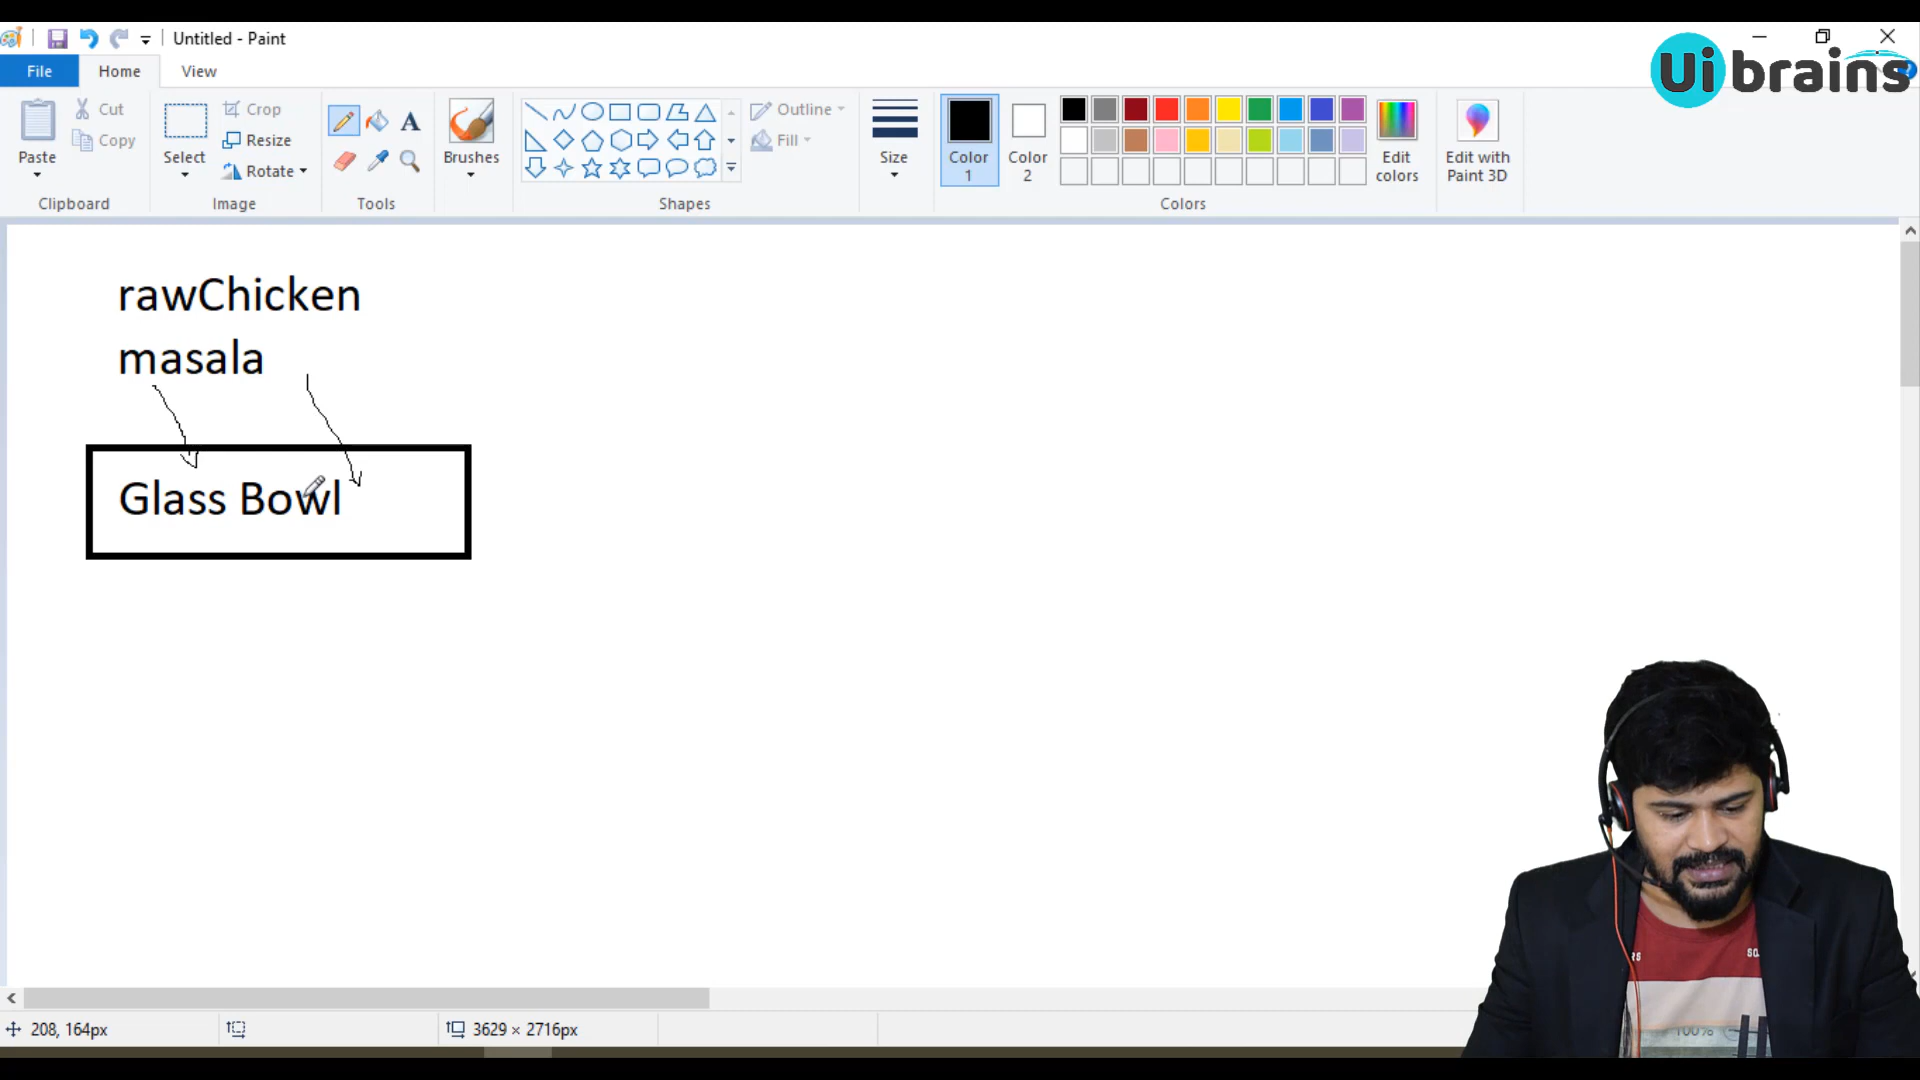 Untitled - Paint
Ui brains
File Home View
Cut
Copy
Paste
Clipboard
Crop
Resize
Rotate
Select
Image
A
Tools
Brushes
Shapes
Outline
Fill
Size
Color 1
Color 2
Colors
Edit colors
Edit with Paint 3D
rawChicken
masala
Glass Bowl
208, 164px
3629 × 2716px
100%